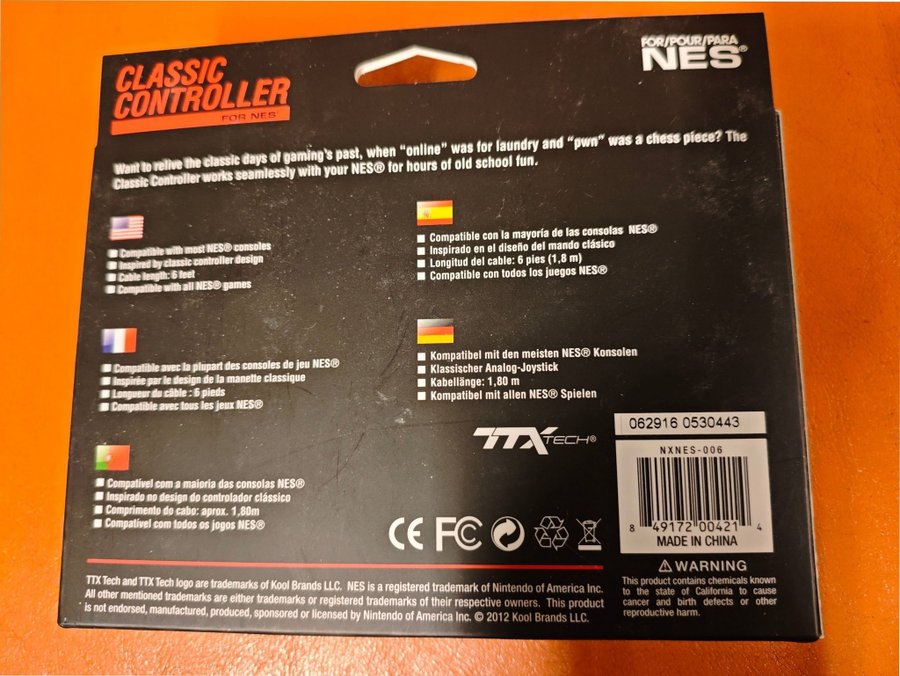 CLASSIC
CONTROLLER
FOR NES®
FOR/POUR/PARA
NES®
Want to relive the classic days of gaming's past, when "online" was for laundry and "pwn" was a chess piece? The
Classic Controller works seamlessly with your NES® for hours of old school fun.
Compatible with most NES® consoles
Inspired by classic controller design
Cable length: 6 feet
Compatible with all NES® games
Compatible con la mayoría de las consolas NES®
Inspirado en el diseño del mando clásico
Longitud del cable: 6 pies (1,8 m)
Compatible con todos los juegos NES®
Compatible avec la plupart des consoles de jeu NES®
Inspirée par le design de la manette classique
Longueur du câble : 6 pieds
Compatible avec tous les jeux NES®
Kompatibel mit den meisten NES® Konsolen
Klassischer Analog-Joystick
Kabellänge: 1,80 m
Kompatibel mit allen NES® Spielen
Compatível com a maioria das consolas NES®
Inspirado no design do controlador clássico
Comprimento do cabo: aprox. 1,80m
Compatível com todos os jogos NES®
TTX TECH®
062916 0530443
NXNES-006
8 49172 00421 4
MADE IN CHINA
CE FC
WARNING
This product contains chemicals known
to the state of California to cause
cancer and birth defects or other
reproductive harm.
TTX Tech and TTX Tech logo are trademarks of Kool Brands LLC. NES is a registered trademark of Nintendo of America Inc.
All other mentioned trademarks are either trademarks or registered trademarks of their respective owners. This product
is not endorsed, manufactured, produced, sponsored or licensed by Nintendo of America Inc. © 2012 Kool Brands LLC.